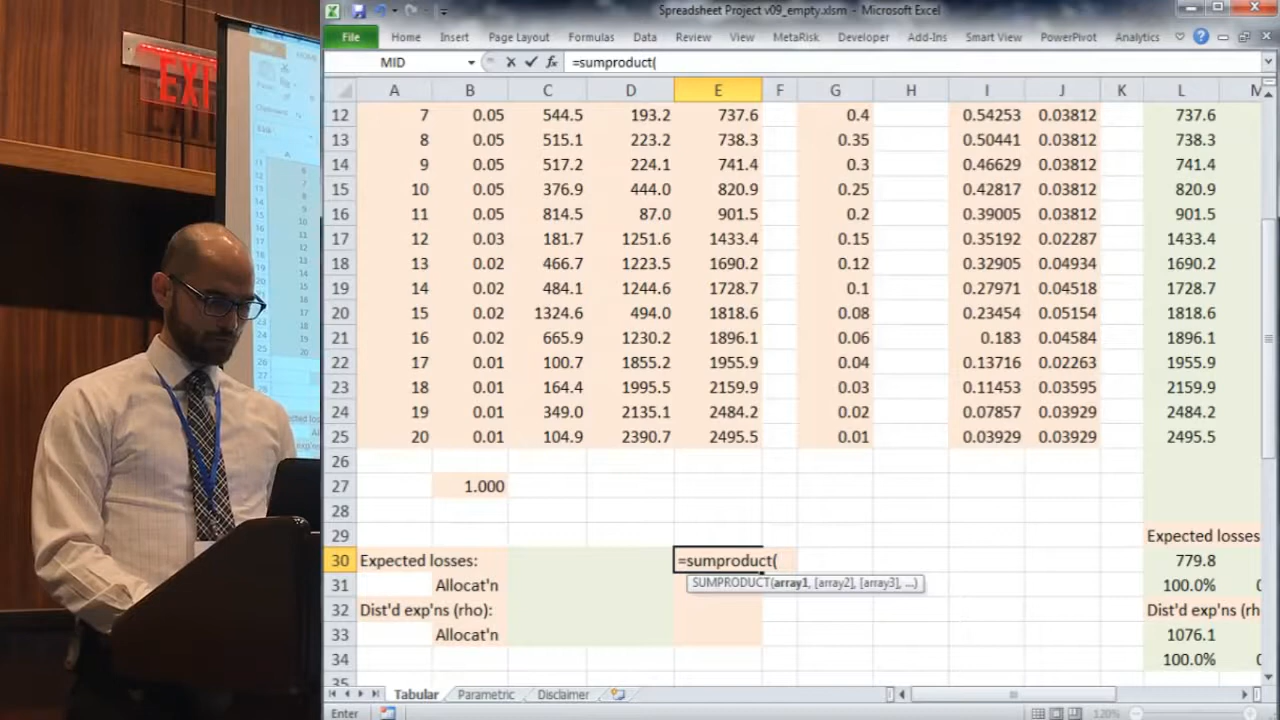 EXIT
Spreadsheet Project v09_empty.xlsm - Microsoft Excel
File Home Insert Page Layout Formulas Data Review View MetaRisk Developer Add-Ins Smart View PowerPivot Analytics
MID fx =sumproduct(
A B C D E F G H I J K L M
12 7 0.05 544.5 193.2 737.6 0.4 0.54253 0.03812 737.6
13 8 0.05 515.1 223.2 738.3 0.35 0.50441 0.03812 738.3
14 9 0.05 517.2 224.1 741.4 0.3 0.46629 0.03812 741.4
15 10 0.05 376.9 444.0 820.9 0.25 0.42817 0.03812 820.9
16 11 0.05 814.5 87.0 901.5 0.2 0.39005 0.03812 901.5
17 12 0.03 181.7 1251.6 1433.4 0.15 0.35192 0.02287 1433.4
18 13 0.02 466.7 1223.5 1690.2 0.12 0.32905 0.04934 1690.2
19 14 0.02 484.1 1244.6 1728.7 0.1 0.27971 0.04518 1728.7
20 15 0.02 1324.6 494.0 1818.6 0.08 0.23454 0.05154 1818.6
21 16 0.02 665.9 1230.2 1896.1 0.06 0.183 0.04584 1896.1
22 17 0.01 100.7 1855.2 1955.9 0.04 0.13716 0.02263 1955.9
23 18 0.01 164.4 1995.5 2159.9 0.03 0.11453 0.03595 2159.9
24 19 0.01 349.0 2135.1 2484.2 0.02 0.07857 0.03929 2484.2
25 20 0.01 104.9 2390.7 2495.5 0.01 0.03929 0.03929 2495.5
26
27 1.000
28
29 Expected losses
30 Expected losses: =sumproduct( 779.8
SUMPRODUCT(array1, [array2], [array3], ...)
31 Allocat'n 100.0%
32 Dist'd exp'ns (rho): Dist'd exp'ns (rh
33 Allocat'n 1076.1
34 100.0%
35
Tabular Parametric Disclaimer
Enter 120%